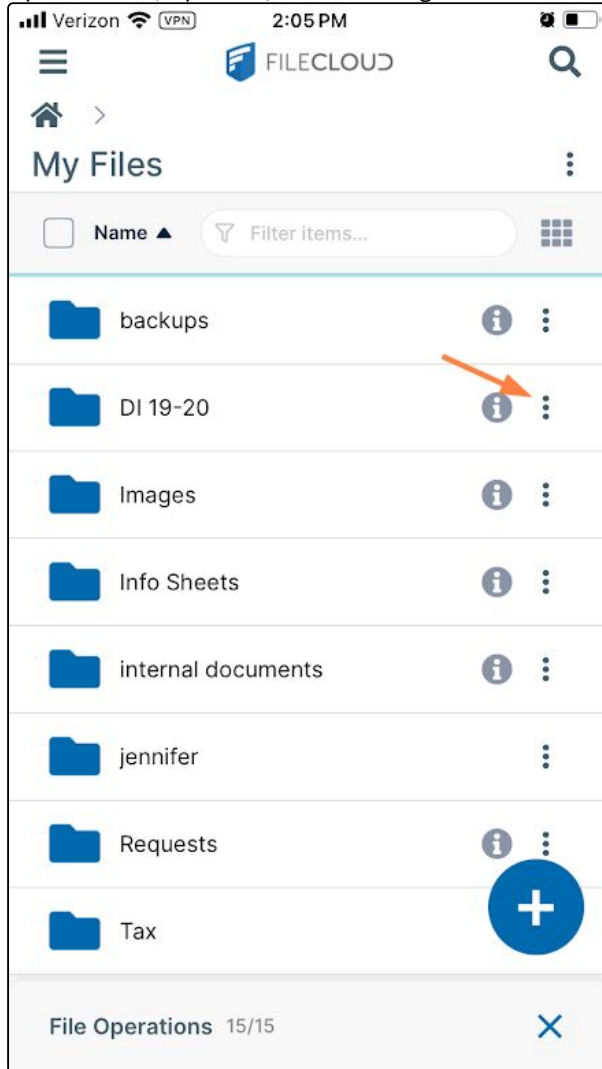 Verizon VPN 2:05 PM
FILECLOUD
My Files
Name ▲ Filter items...
backups
DI 19-20
Images
Info Sheets
internal documents
jennifer
Requests
Tax
File Operations 15/15